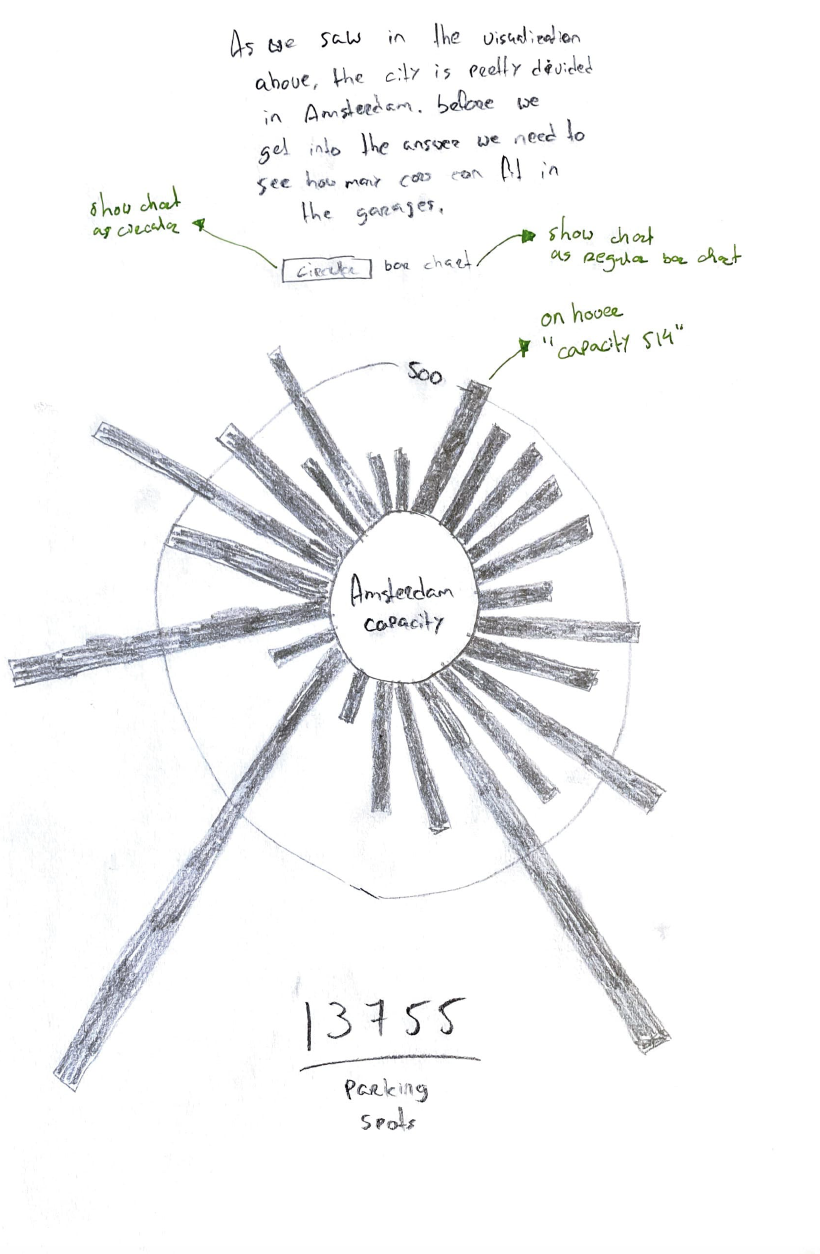 As we saw in the visualization
above, the city is pretty divided
in Amsterdam. before we
get into the answer we need to
see how many cars can fit in
the garages.
show chart
as circular
show chart
as regular bar chart
circular bar chart
on hover
"capacity 514"
500
Amsterdam
capacity
13755
parking
spots